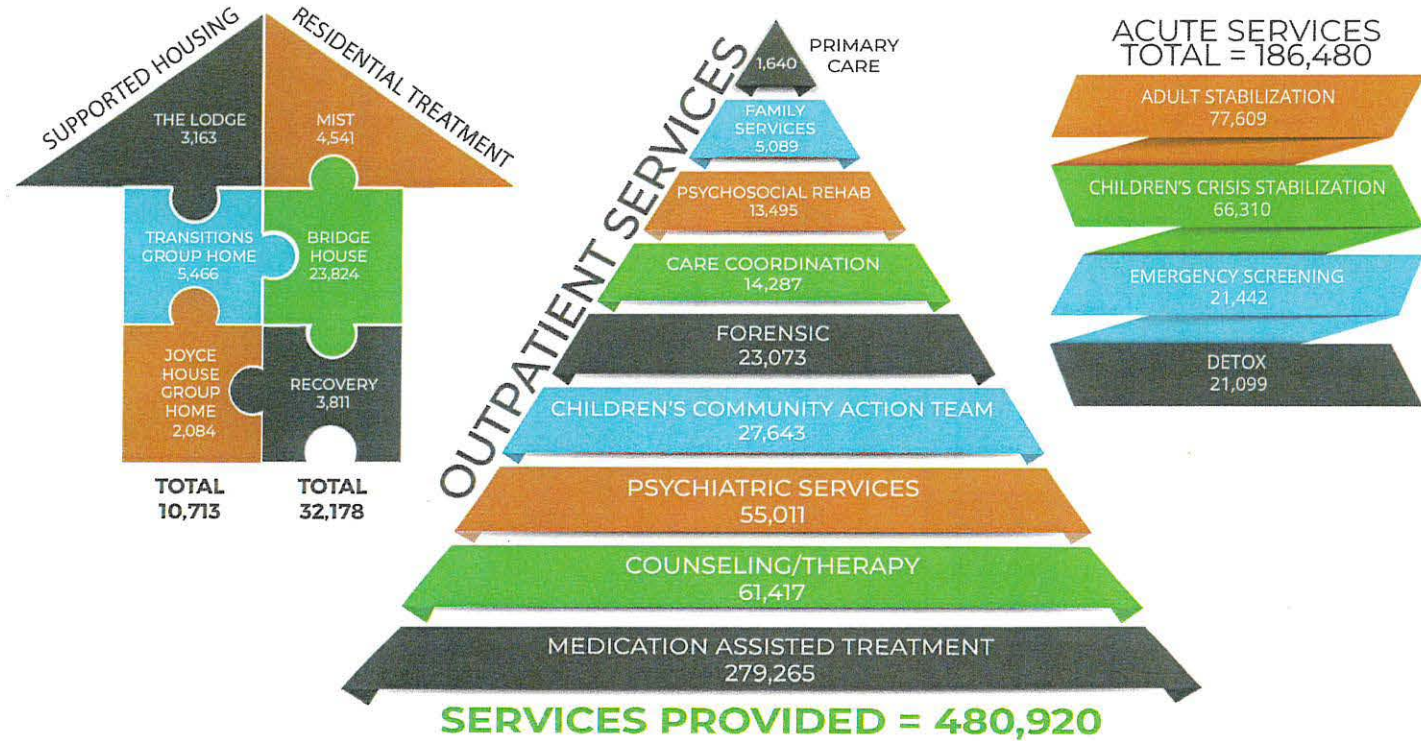 SUPPORTED HOUSING
RESIDENTIAL TREATMENT
THE LODGE
3,163
MIST
4,541
TRANSITIONS
GROUP HOME
5,466
BRIDGE
HOUSE
23,824
JOYCE
HOUSE
GROUP
HOME
2,084
RECOVERY
3,811
TOTAL
10,713
TOTAL
32,178
OUTPATIENT SERVICES
1,640
PRIMARY
CARE
FAMILY
SERVICES
5,089
PSYCHOSOCIAL REHAB
13,495
CARE COORDINATION
14,287
FORENSIC
23,073
CHILDREN'S COMMUNITY ACTION TEAM
27,643
PSYCHIATRIC SERVICES
55,011
COUNSELING/THERAPY
61,417
MEDICATION ASSISTED TREATMENT
279,265
SERVICES PROVIDED = 480,920
ACUTE SERVICES
TOTAL = 186,480
ADULT STABILIZATION
77,609
CHILDREN'S CRISIS STABILIZATION
66,310
EMERGENCY SCREENING
21,442
DETOX
21,099